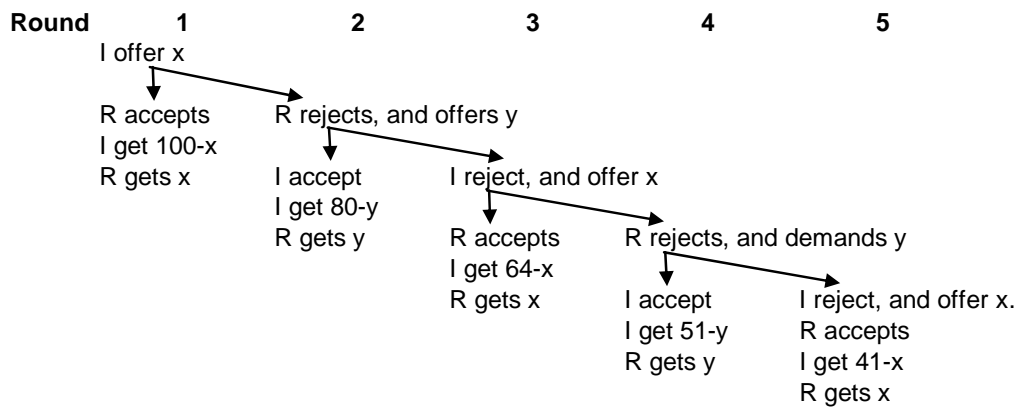 Round 1 2 3 4 5
I offer x
R accepts R rejects, and offers y
I get 100-x
R gets x I accept I reject, and offer x
I get 80-y
R gets y R accepts R rejects, and demands y
I get 64-x
R gets x I accept I reject, and offer x.
I get 51-y R accepts
R gets y I get 41-x
R gets x